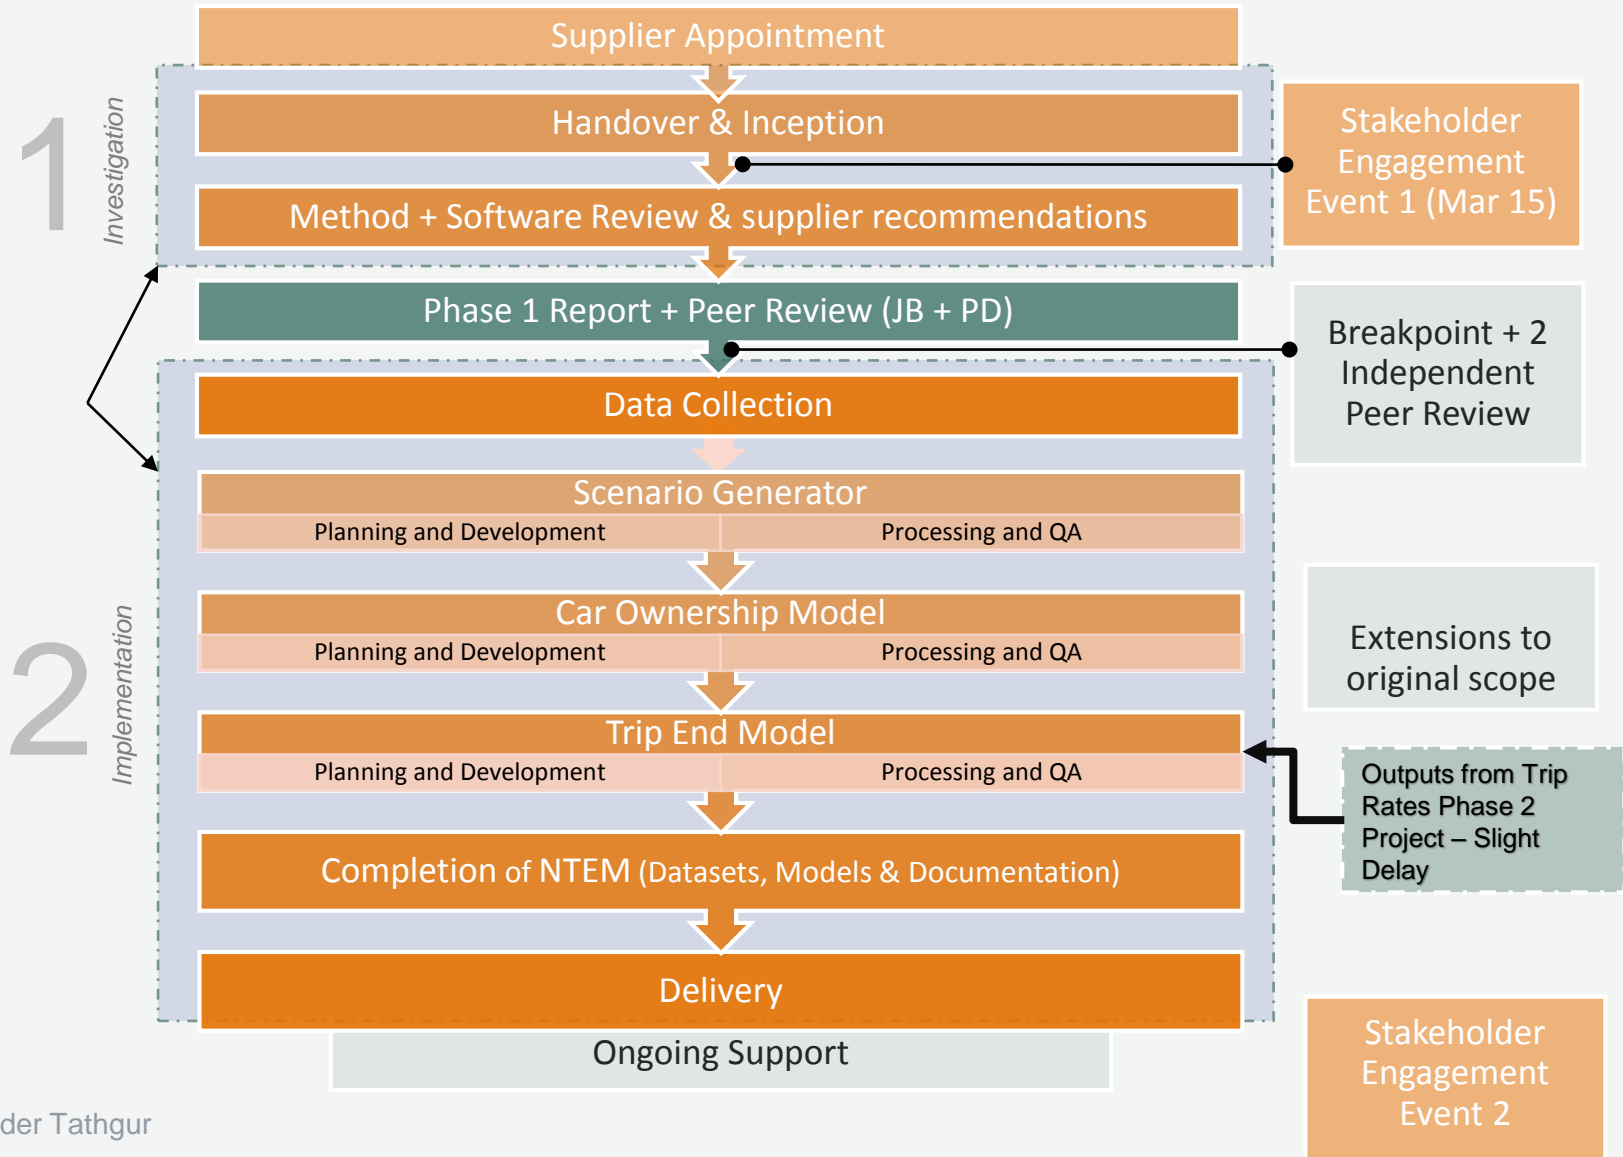 Supplier Appointment
1
Investigation
Handover & Inception
Stakeholder
Engagement
Event 1 (Mar 15)
Method + Software Review & supplier recommendations
Phase 1 Report + Peer Review (JB + PD)
Breakpoint + 2
Independent
Peer Review
2
Implementation
Data Collection
Scenario Generator
Planning and Development
Processing and QA
Car Ownership Model
Planning and Development
Processing and QA
Extensions to
original scope
Trip End Model
Planning and Development
Processing and QA
Outputs from Trip
Rates Phase 2
Project – Slight
Delay
Completion of NTEM (Datasets, Models & Documentation)
Delivery
Ongoing Support
Stakeholder
Engagement
Event 2
der Tathgur